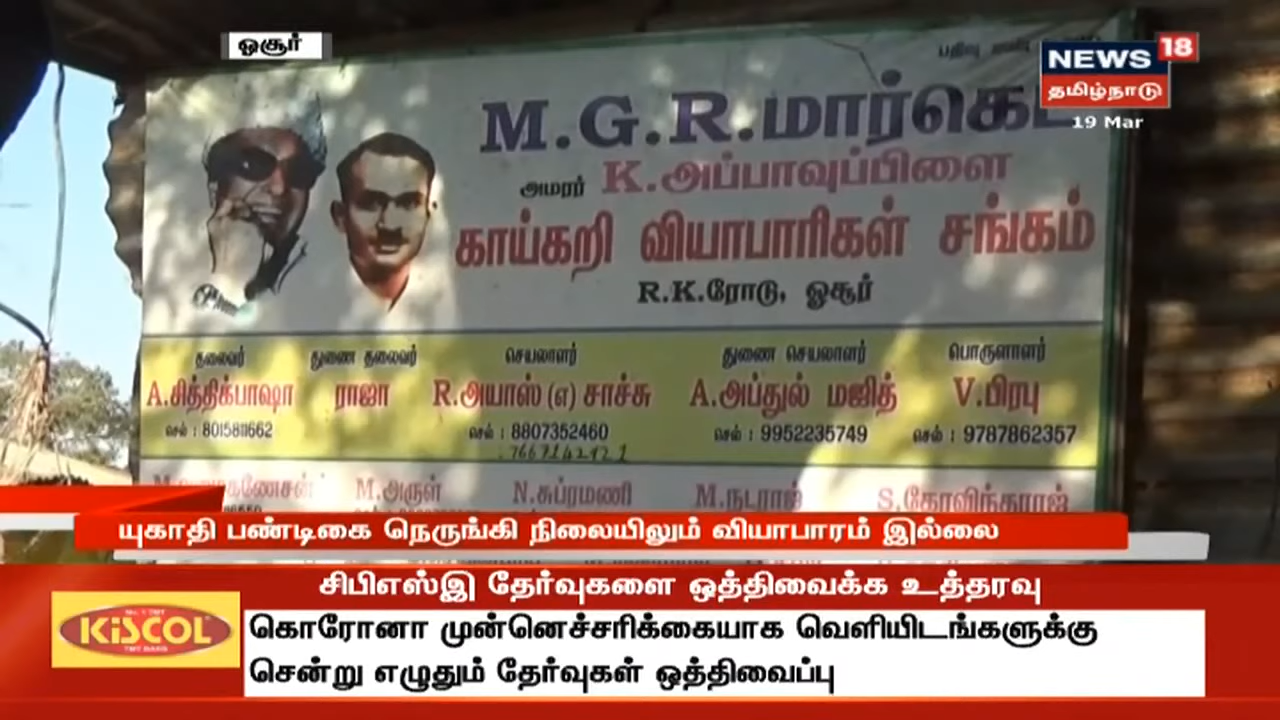 ஓசூர்
NEWS 18
தமிழ்நாடு
19 Mar
பதிவு
M.G.R.மார்கெட்
அமரர் K.அப்பாவுப்பிளை
காய்கறி வியாபாரிகள் சங்கம்
R.K.ரோடு, ஓசூர்
தலைவர் துணை தலைவர் செயலாளர் துணை செயலாளர் பொருளாளர்
A.சித்திக்பாஷா ராஜா R.அயாஸ் (எ) சாச்சு A.அப்துல் மஜித் V.பிரபு
செல் : 8015811662 செல் : 8807352460 செல் : 9952235749 செல் : 9787862357
M.அருள் N.சுப்ரமணி M.நடராஜ் S.கோவிந்தராஜ்
யுகாதி பண்டிகை நெருங்கி நிலையிலும் வியாபாரம் இல்லை
சிபிஎஸ்இ தேர்வுகளை ஒத்திவைக்க உத்தரவு
KiSCOL
கொரோனா முன்னெச்சரிக்கையாக வெளியிடங்களுக்கு
சென்று எழுதும் தேர்வுகள் ஒத்திவைப்பு